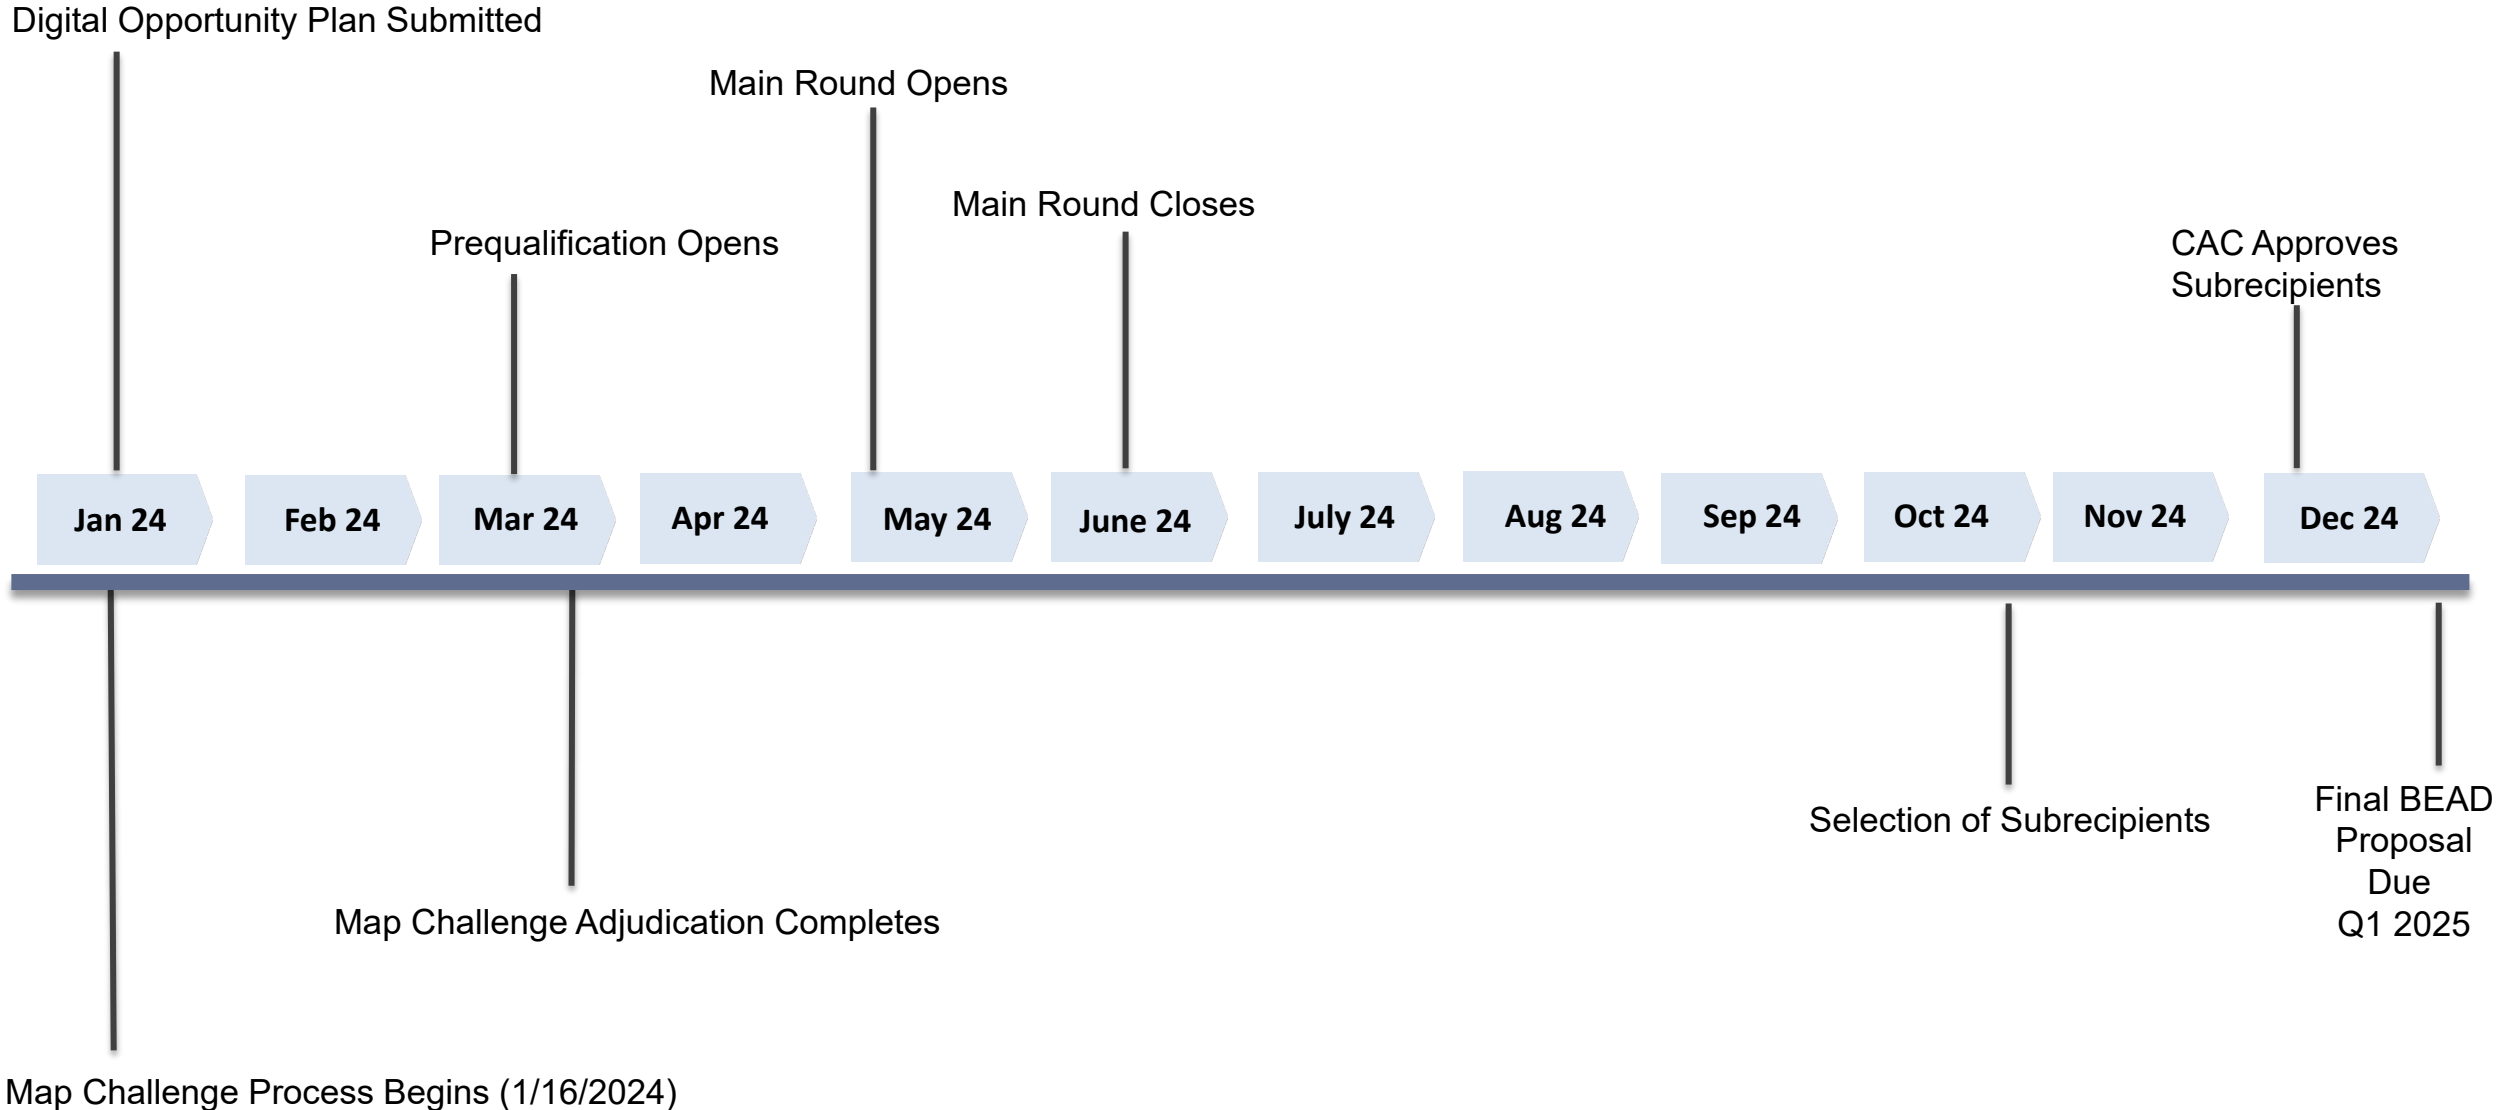 Digital Opportunity Plan Submitted
Main Round Opens
Main Round Closes
Prequalification Opens
CAC Approves
Subrecipients
Jan 24
Feb 24
Mar 24
Apr 24
May 24
June 24
July 24
Aug 24
Sep 24
Oct 24
Nov 24
Dec 24
Selection of Subrecipients
Final BEAD
Proposal
Due
Q1 2025
Map Challenge Adjudication Completes
Map Challenge Process Begins (1/16/2024)